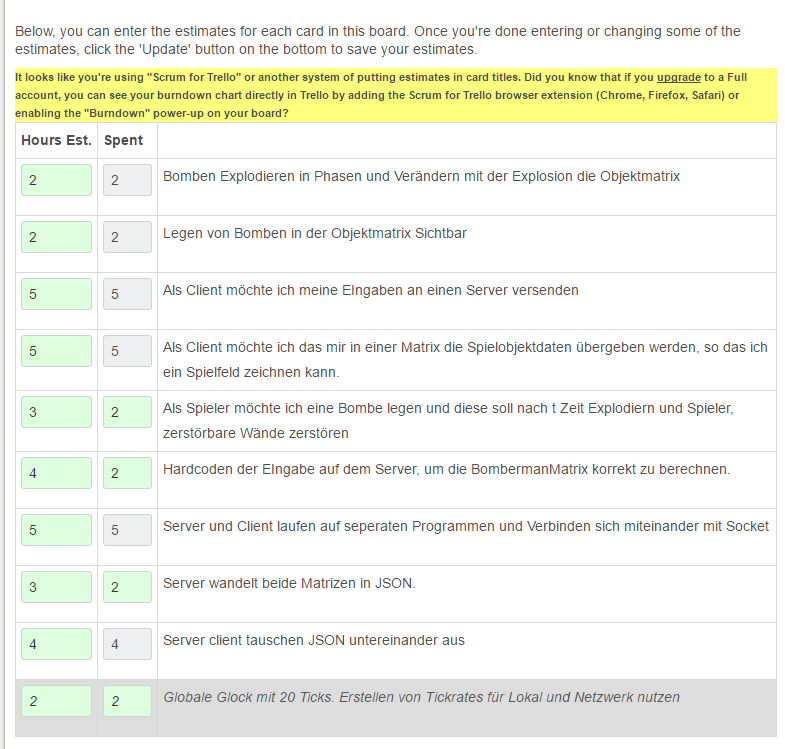 Below, you can enter the estimates for each card in this board. Once you're done entering or changing some of the
estimates, click the 'Update' button on the bottom to save your estimates.
It looks like you're using "Scrum for Trello" or another system of putting estimates in card titles. Did you know that if you upgrade to a Full
account, you can see your burndown chart directly in Trello by adding the Scrum for Trello browser extension (Chrome, Firefox, Safari) or
enabling the "Burndown" power-up on your board?
Hours Est. Spent
2 2 Bomben Explodieren in Phasen und Verändern mit der Explosion die Objektmatrix
2 2 Legen von Bomben in der Objektmatrix Sichtbar
5 5 Als Client möchte ich meine EIngaben an einen Server versenden
5 5 Als Client möchte ich das mir in einer Matrix die Spielobjektdaten übergeben werden, so das ich
ein Spielfeld zeichnen kann.
3 2 Als Spieler möchte ich eine Bombe legen und diese soll nach t Zeit Explodiern und Spieler,
zerstörbare Wände zerstören
4 2 Hardcoden der EIngabe auf dem Server, um die BombermanMatrix korrekt zu berechnen.
5 5 Server und Client laufen auf seperaten Programmen und Verbinden sich miteinander mit Socket
3 2 Server wandelt beide Matrizen in JSON.
4 4 Server client tauschen JSON untereinander aus
2 2 Globale Glock mit 20 Ticks. Erstellen von Tickrates für Lokal und Netzwerk nutzen